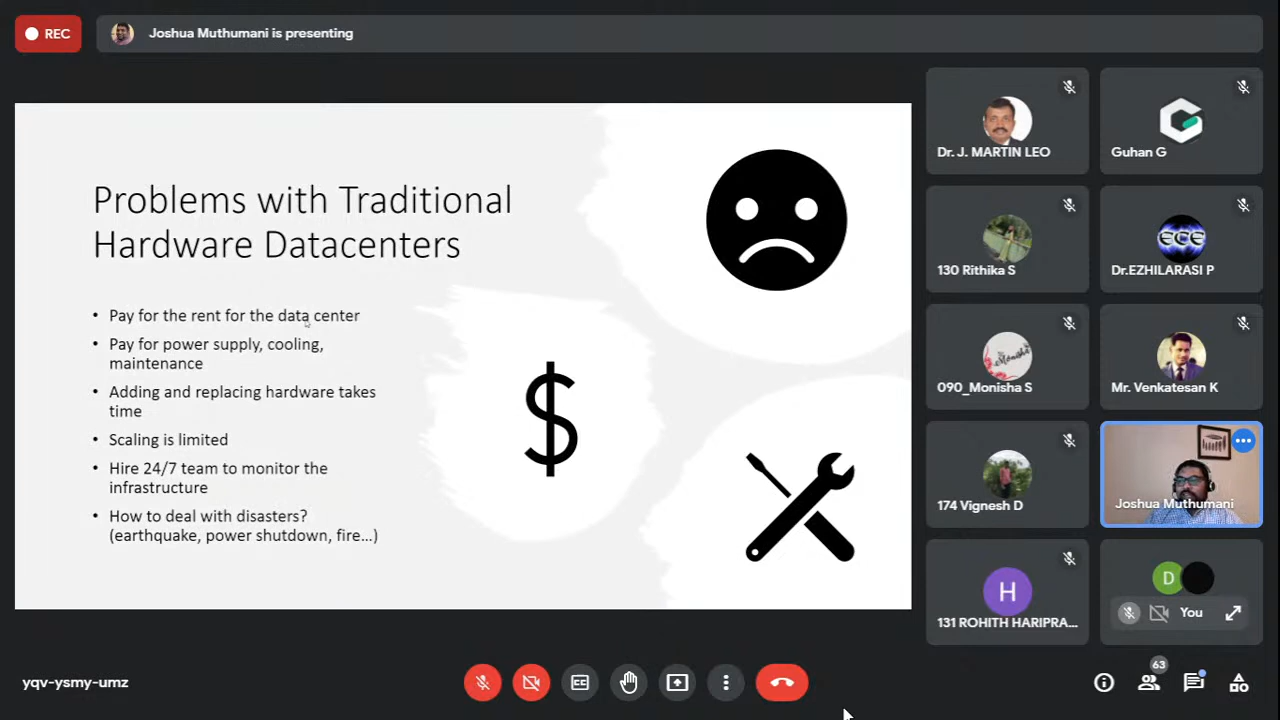 REC
Joshua Muthumani is presenting
Problems with Traditional
Hardware Datacenters
• Pay for the rent for the data center
• Pay for power supply, cooling,
maintenance
• Adding and replacing hardware takes
time
• Scaling is limited
• Hire 24/7 team to monitor the
infrastructure
• How to deal with disasters?
(earthquake, power shutdown, fire…)
$
Dr. J. MARTIN LEO
Guhan G
130 Rithika S
ECE
Dr.EZHILARASI P
Monisha
090_Monisha S
Mr. Venkatesan K
174 Vignesh D
Joshua Muthumani
H
131 ROHITH HARIPRA...
D
You
yqv-ysmy-umz
CC
63